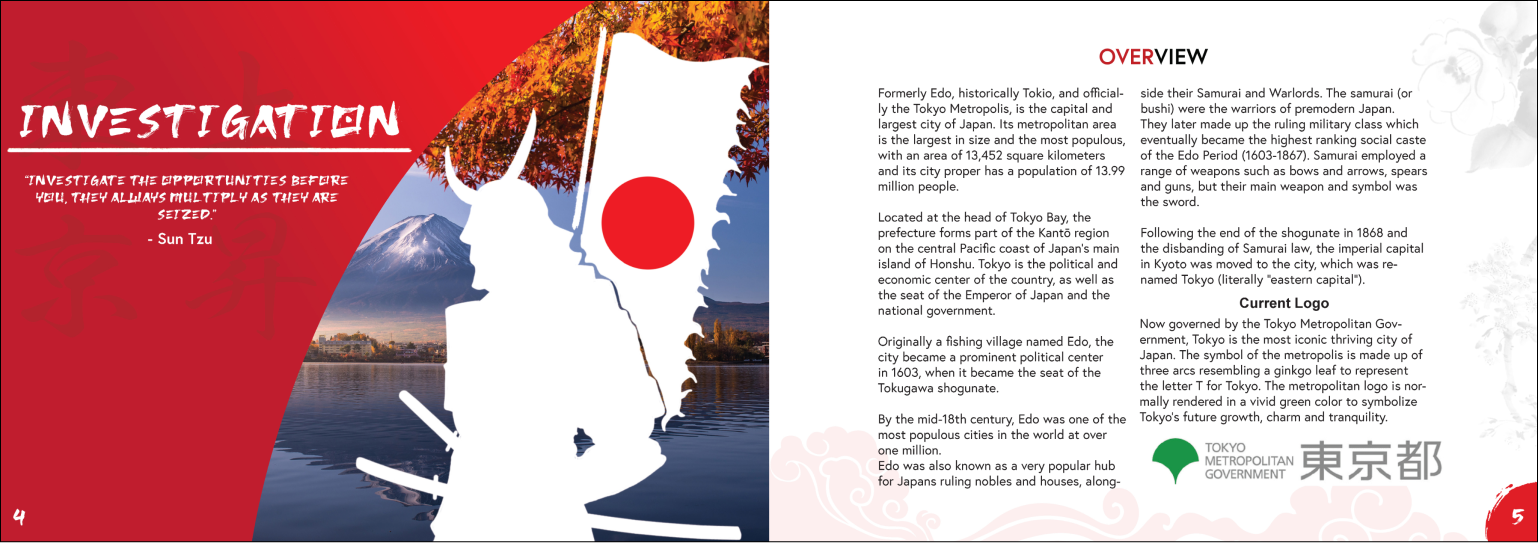 INVESTIGATION
"INVESTIGATE THE OPPORTUNITIES BEFORE
YOU, THEY ALWAYS MULTIPLY AS THEY ARE
SEIZED."
- Sun Tzu
東
京
昇
4
OVERVIEW
Formerly Edo, historically Tokio, and official-
ly the Tokyo Metropolis, is the capital and
largest city of Japan. Its metropolitan area
is the largest in size and the most populous,
with an area of 13,452 square kilometers
and its city proper has a population of 13.99
million people.
Located at the head of Tokyo Bay, the
prefecture forms part of the Kantō region
on the central Pacific coast of Japan's main
island of Honshu. Tokyo is the political and
economic center of the country, as well as
the seat of the Emperor of Japan and the
national government.
Originally a fishing village named Edo, the
city became a prominent political center
in 1603, when it became the seat of the
Tokugawa shogunate.
By the mid-18th century, Edo was one of the
most populous cities in the world at over
one million.
Edo was also known as a very popular hub
for Japans ruling nobles and houses, along-
side their Samurai and Warlords. The samurai (or
bushi) were the warriors of premodern Japan.
They later made up the ruling military class which
eventually became the highest ranking social caste
of the Edo Period (1603-1867). Samurai employed a
range of weapons such as bows and arrows, spears
and guns, but their main weapon and symbol was
the sword.
Following the end of the shogunate in 1868 and
the disbanding of Samurai law, the imperial capital
in Kyoto was moved to the city, which was re-
named Tokyo (literally "eastern capital").
Current Logo
Now governed by the Tokyo Metropolitan Gov-
ernment, Tokyo is the most iconic thriving city of
Japan. The symbol of the metropolis is made up of
three arcs resembling a ginkgo leaf to represent
the letter T for Tokyo. The metropolitan logo is nor-
mally rendered in a vivid green color to symbolize
Tokyo's future growth, charm and tranquility.
TOKYO
METROPOLITAN
GOVERNMENT
東京都
5